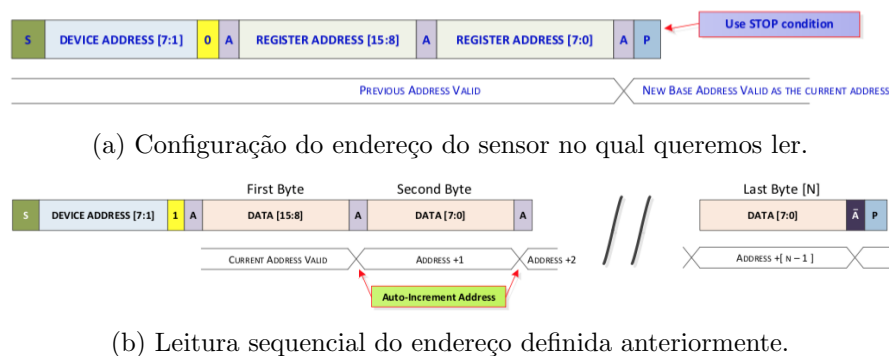 Use STOP condition
S DEVICE ADDRESS [7:1] 0 A REGISTER ADDRESS [15:8] A REGISTER ADDRESS [7:0] A P
PREVIOUS ADDRESS VALID NEW BASE ADDRESS VALID AS THE CURRENT ADDRESS
(a) Configuração do endereço do sensor no qual queremos ler.
First Byte Second Byte Last Byte [N]
S DEVICE ADDRESS [7:1] 1 A DATA [15:8] A DATA [7:0] A DATA [7:0] Ā P
CURRENT ADDRESS VALID ADDRESS +1 ADDRESS +2 ADDRESS +[ N – 1 ]
Auto-Increment Address
(b) Leitura sequencial do endereço definida anteriormente.